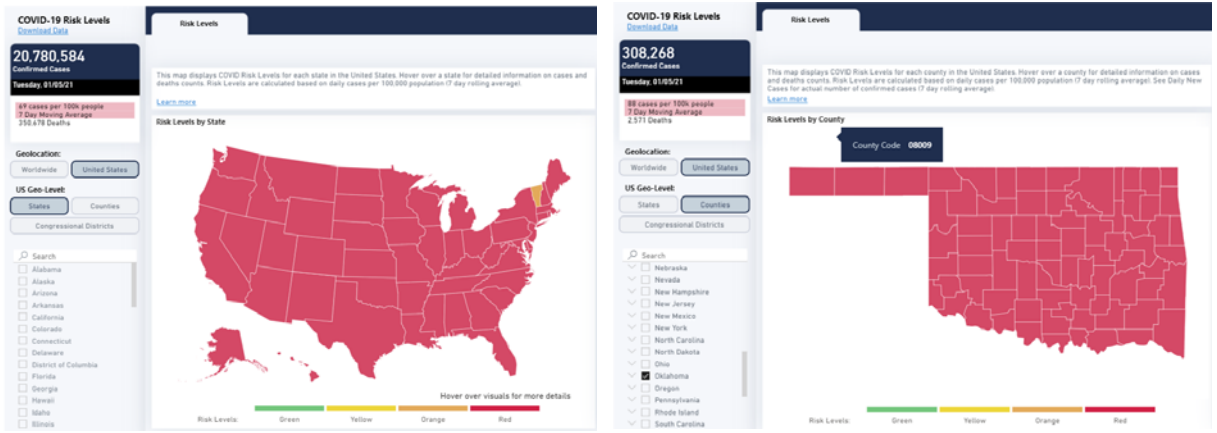 COVID-19 Risk Levels
Download Data
20,780,584
Confirmed Cases
Tuesday, 01/05/21
69 cases per 100k people
7 Day Moving Average
350,678 Deaths
Geolocation:
Worldwide
United States
US Geo-Level:
States
Counties
Congressional Districts
Search
Alabama
Alaska
Arizona
Arkansas
California
Colorado
Connecticut
Delaware
District of Columbia
Florida
Georgia
Hawaii
Idaho
Illinois
Risk Levels
This map displays COVID Risk Levels for each state in the United States. Hover over a state for detailed information on cases and
deaths counts. Risk Levels are calculated based on daily cases per 100,000 population (7 day rolling average).
Learn more
Risk Levels by State
Hover over visuals for more details
Risk Levels:
Green
Yellow
Orange
Red
COVID-19 Risk Levels
Download Data
308,268
Confirmed Cases
Tuesday, 01/05/21
88 cases per 100k people
7 Day Moving Average
2,571 Deaths
Geolocation:
Worldwide
United States
US Geo-Level:
States
Counties
Congressional Districts
Search
Nebraska
Nevada
New Hampshire
New Jersey
New Mexico
New York
North Carolina
North Dakota
Ohio
Oklahoma
Oregon
Pennsylvania
Rhode Island
South Carolina
Risk Levels
This map displays COVID Risk Levels for each county in the United States. Hover over a county for detailed information on cases
and deaths counts. Risk Levels are calculated based on daily cases per 100,000 population (7 day rolling average). See Daily New
Cases for actual number of confirmed cases (7 day rolling average).
Learn more
Risk Levels by County
County Code 08009
Risk Levels:
Green
Yellow
Orange
Red